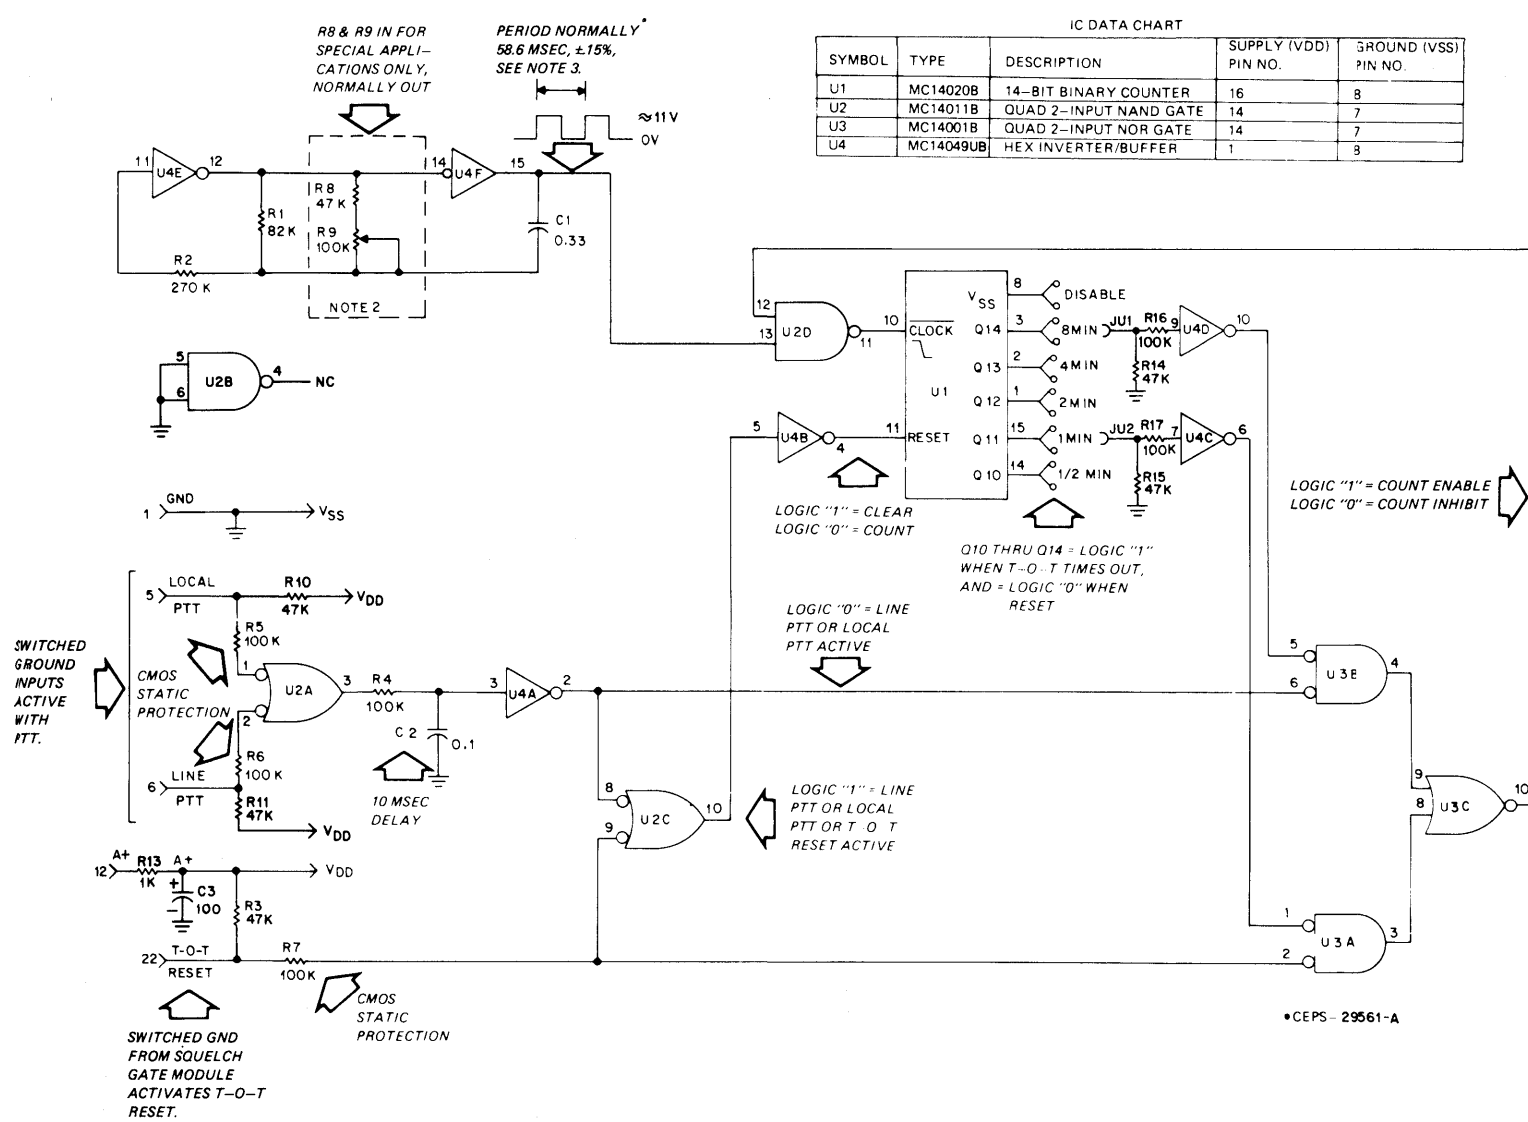 IC DATA CHART
SYMBOL TYPE DESCRIPTION SUPPLY (VDD) PIN NO. GROUND (VSS) PIN NO.
U1 MC14020B 14-BIT BINARY COUNTER 16 8
U2 MC14011B QUAD 2-INPUT NAND GATE 14 7
U3 MC14001B QUAD 2-INPUT NOR GATE 14 7
U4 MC14049UB HEX INVERTER/BUFFER 1 8
R8 & R9 IN FOR
SPECIAL APPLI-
CATIONS ONLY,
NORMALLY OUT
PERIOD NORMALLY
58.6 MSEC, ±15%,
SEE NOTE 3.
≈11V
0V
11 U4E 12
14 U4F 15
R1
82K
R8
47K
R9
100K
NOTE 2
C1
0.33
R2
270 K
5
6
U2B
4
NC
12
13
U2D
11
10 CLOCK
U1
11 RESET
VSS 8 DISABLE
Q14 3 8MIN
Q13 2 4MIN
Q12 1 2MIN
Q11 15 1MIN
Q10 14 1/2 MIN
JU1
R16
100K
9 U4D 10
R14
47K
JU2
R17
100K
7 U4C 6
R15
47K
5 U4B 4
LOGIC "1" = CLEAR
LOGIC "0" = COUNT
Q10 THRU Q14 = LOGIC "1"
WHEN T-O-T TIMES OUT,
AND = LOGIC "0" WHEN
RESET
LOGIC "1" = COUNT ENABLE
LOGIC "0" = COUNT INHIBIT
GND
1
VSS
SWITCHED
GROUND
INPUTS
ACTIVE
WITH
PTT.
5 LOCAL
PTT
R10
47K
VDD
R5
100K
CMOS
STATIC
PROTECTION
1
2
U2A
3
R4
100K
C2
0.1
10 MSEC
DELAY
3 U4A 2
LOGIC "0" = LINE
PTT OR LOCAL
PTT ACTIVE
R6
100K
6 LINE
PTT
R11
47K
VDD
8
9
U2C
10
LOGIC "1" = LINE
PTT OR LOCAL
PTT OR T-O-T
RESET ACTIVE
A+
12
R13
1K
A+
VDD
C3
100
+
-
R3
47K
22 T-O-T
RESET
R7
100K
CMOS
STATIC
PROTECTION
SWITCHED GND
FROM SQUELCH
GATE MODULE
ACTIVATES T-O-T
RESET.
5
6
U3B
4
9
8
U3C
10
1
2
U3A
3
●CEPS-29561-A